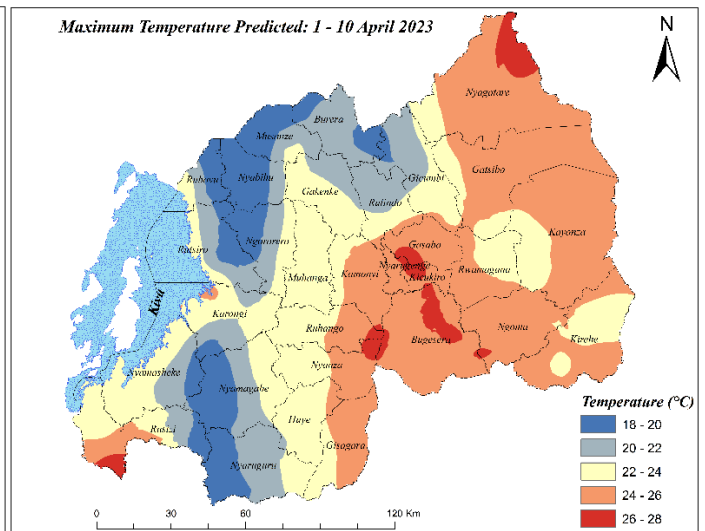 Maximum Temperature Predicted: 1 - 10 April 2023
N
Nyagatare
Burera
Musanze
Gatsibo
Rubavu
Nyabihu
Gakenke
Gicumbi
Rulindo
Kayonza
Rutsiro
Ngororero
Gasabo
Nyarugenge
Rwamagana
Kicukiro
Muhanga
Kamonyi
Kivu
Karongi
Ruhango
Bugesera
Ngoma
Kirehe
Nyanza
Nyamasheke
Nyamagabe
Huye
Rusizi
Gisagara
Nyaruguru
Temperature (°C)
18 - 20
20 - 22
22 - 24
24 - 26
26 - 28
0 30 60 120 Km